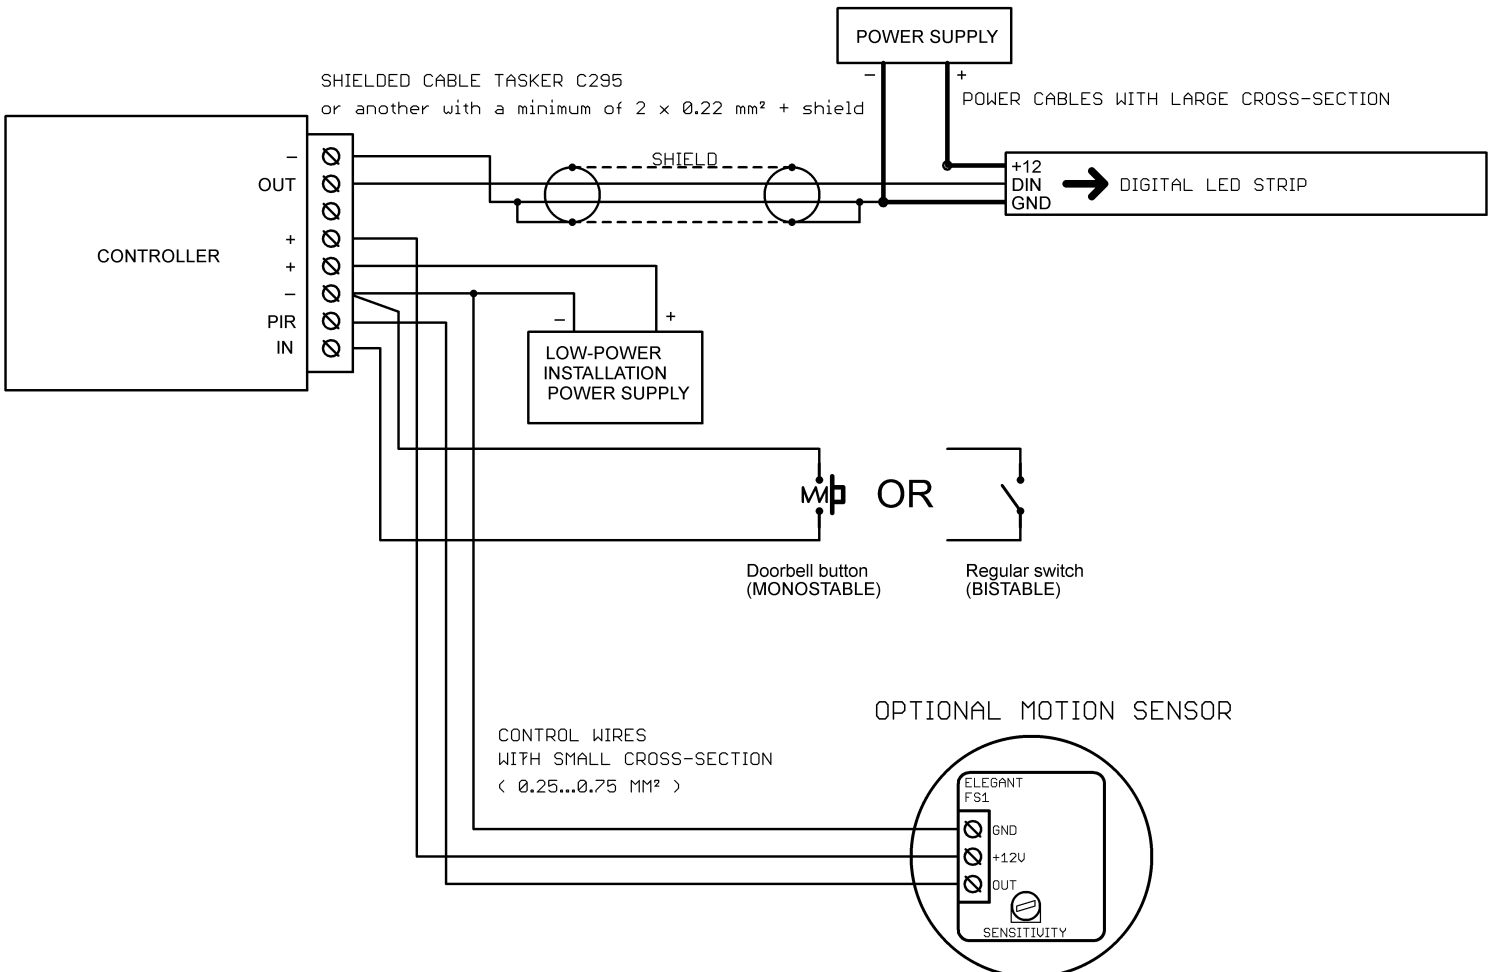 POWER SUPPLY
– +
SHIELDED CABLE TASKER C295
or another with a minimum of 2 x 0.22 mm² + shield
POWER CABLES WITH LARGE CROSS-SECTION
SHIELD
+12
DIN
GND
DIGITAL LED STRIP
CONTROLLER
–
OUT
+
+
–
PIR
IN
– +
LOW-POWER
INSTALLATION
POWER SUPPLY
OR
Doorbell button
(MONOSTABLE)
Regular switch
(BISTABLE)
OPTIONAL MOTION SENSOR
CONTROL WIRES
WITH SMALL CROSS-SECTION
( 0.25...0.75 MM² )
ELEGANT
FS1
GND
+12V
OUT
SENSITIVITY